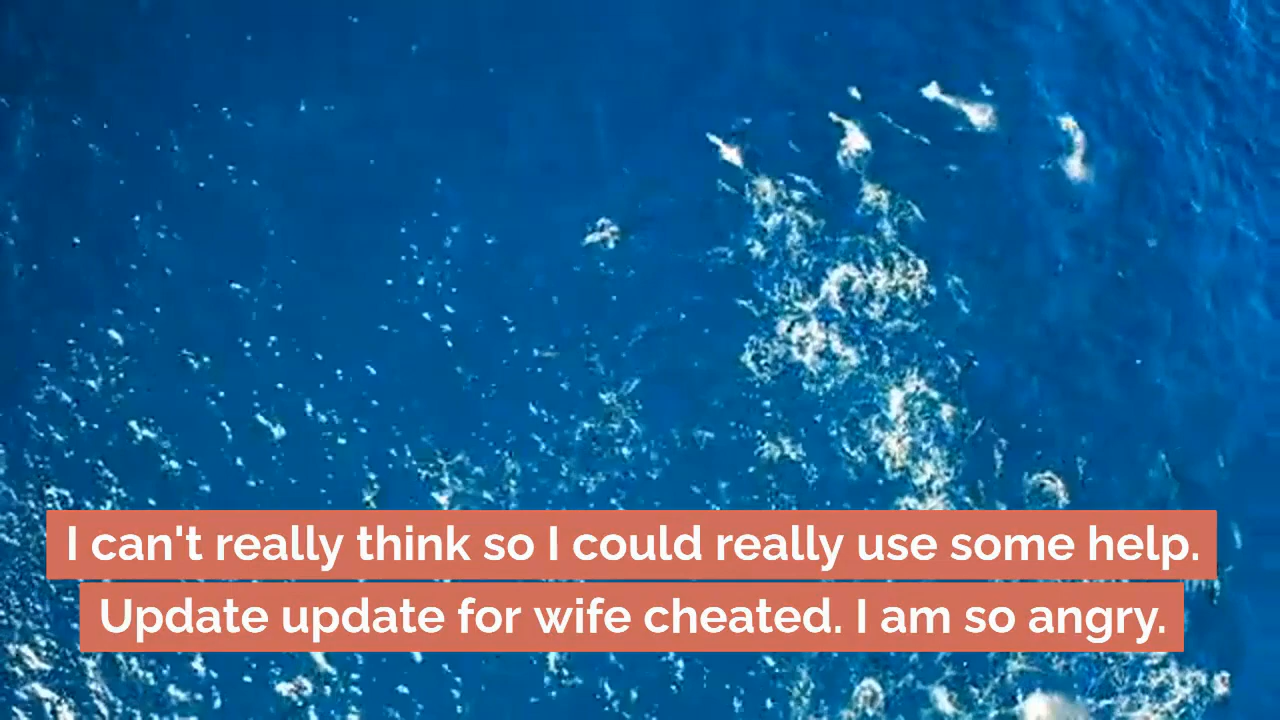 I can't really think so I could really use some help.
Update update for wife cheated. I am so angry.